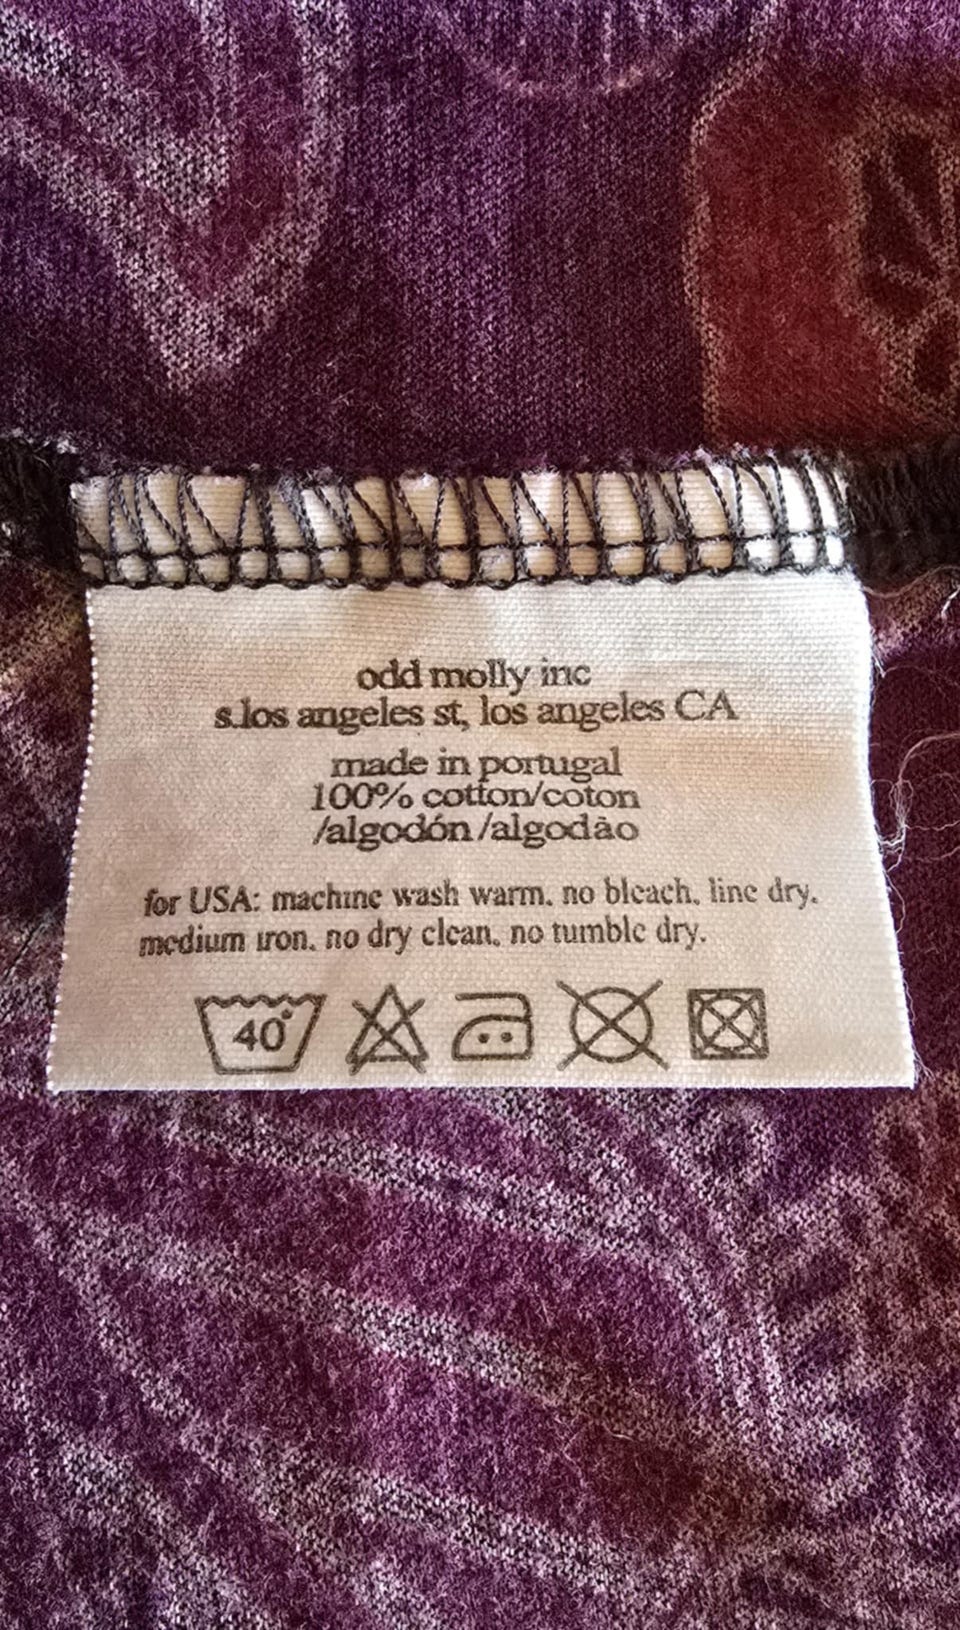 odd molly inc
s.los angeles st, los angeles CA
made in portugal
100% cotton/coton
/algodón/algodão
for USA: machine wash warm. no bleach. line dry.
medium iron. no dry clean. no tumble dry.
40°